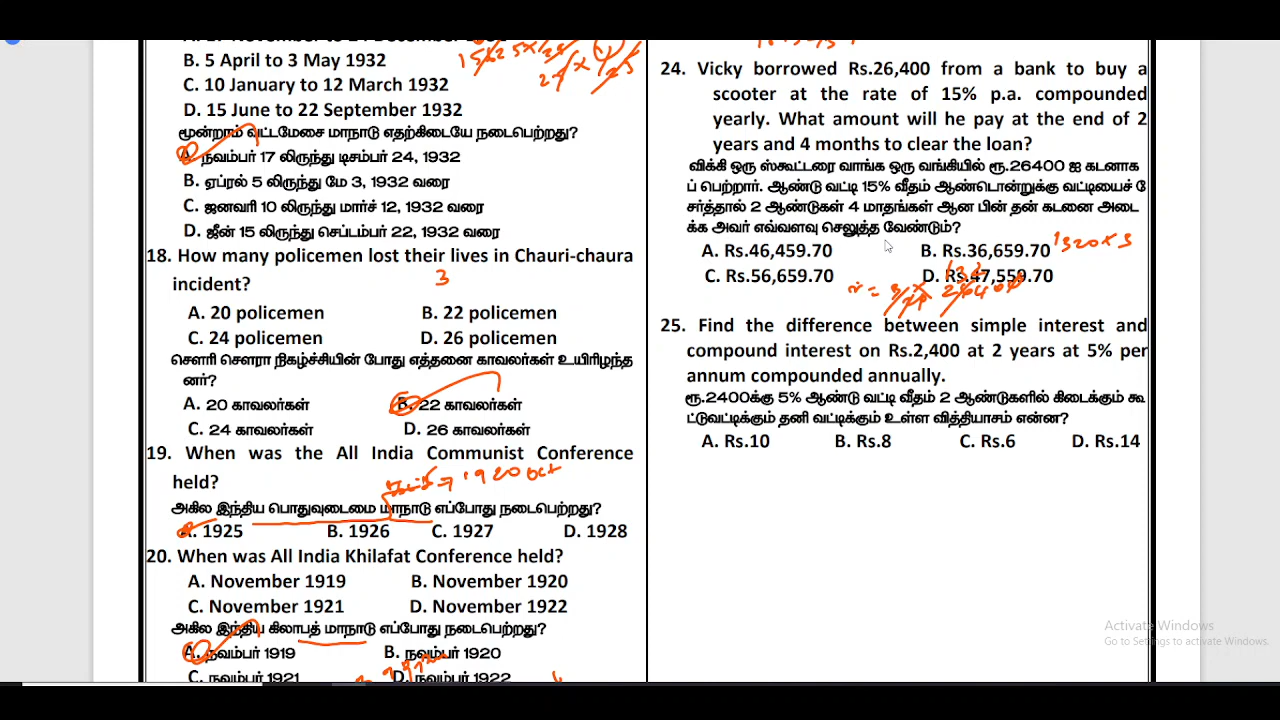 B. 5 April to 3 May 1932
C. 10 January to 12 March 1932
D. 15 June to 22 September 1932
மூன்றாம் வட்டமேசை மாநாடு எதற்கிடையே நடைபெற்றது?
A. நவம்பர் 17 லிருந்து டிசம்பர் 24, 1932
B. ஏப்ரல் 5 லிருந்து மே 3, 1932 வரை
C. ஜனவரி 10 லிருந்து மார்ச் 12, 1932 வரை
D. ஜீன் 15 லிருந்து செப்டம்பர் 22, 1932 வரை
18. How many policemen lost their lives in Chauri-chaura
incident?
3
A. 20 policemen B. 22 policemen
C. 24 policemen D. 26 policemen
சௌரி சௌரா நிகழ்ச்சியின் போது எத்தனை காவலர்கள் உயிரிழந்த
னர்?
A. 20 காவலர்கள் B. 22 காவலர்கள்
C. 24 காவலர்கள் D. 26 காவலர்கள்
19. When was the All India Communist Conference
held?
1920 oct
அகில இந்திய பொதுவுடைமை மாநாடு எப்போது நடைபெற்றது?
A. 1925 B. 1926 C. 1927 D. 1928
20. When was All India Khilafat Conference held?
A. November 1919 B. November 1920
C. November 1921 D. November 1922
அகில இந்திய கிலாபத் மாநாடு எப்போது நடைபெற்றது?
A. நவம்பர் 1919 B. நவம்பர் 1920
C. நவம்பர் 1921 D. நவம்பர் 1922
24. Vicky borrowed Rs.26,400 from a bank to buy a
scooter at the rate of 15% p.a. compounded
yearly. What amount will he pay at the end of 2
years and 4 months to clear the loan?
விக்கி ஒரு ஸ்கூட்டரை வாங்க ஒரு வங்கியில் ரூ.26400 ஐ கடனாக
ப் பெற்றார். ஆண்டு வட்டி 15% வீதம் ஆண்டொன்றுக்கு வட்டியைச் சே
சேர்த்தால் 2 ஆண்டுகள் 4 மாதங்கள் ஆன பின் தன் கடனை அடை
க்க அவர் எவ்வளவு செலுத்த வேண்டும்?
A. Rs.46,459.70 B. Rs.36,659.70 1320 x 3
C. Rs.56,659.70 D. Rs.47,559.70
25. Find the difference between simple interest and
compound interest on Rs.2,400 at 2 years at 5% per
annum compounded annually.
ரூ.2400க்கு 5% ஆண்டு வட்டி வீதம் 2 ஆண்டுகளில் கிடைக்கும் கூ
ட்டுவட்டிக்கும் தனி வட்டிக்கும் உள்ள வித்தியாசம் என்ன?
A. Rs.10 B. Rs.8 C. Rs.6 D. Rs.14
Activate Windows
Go to Settings to activate Windows.